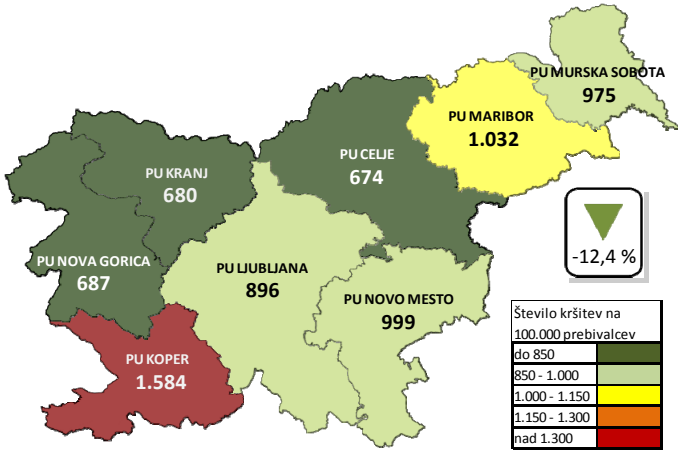 PU MURSKA SOBOTA
975
PU MARIBOR
1.032
PU CELJE
674
PU KRANJ
680
PU NOVA GORICA
687
PU LJUBLJANA
896
PU NOVO MESTO
999
PU KOPER
1.584
-12,4 %
Število kršitev na
100.000 prebivalcev
do 850
850 - 1.000
1.000 - 1.150
1.150 - 1.300
nad 1.300